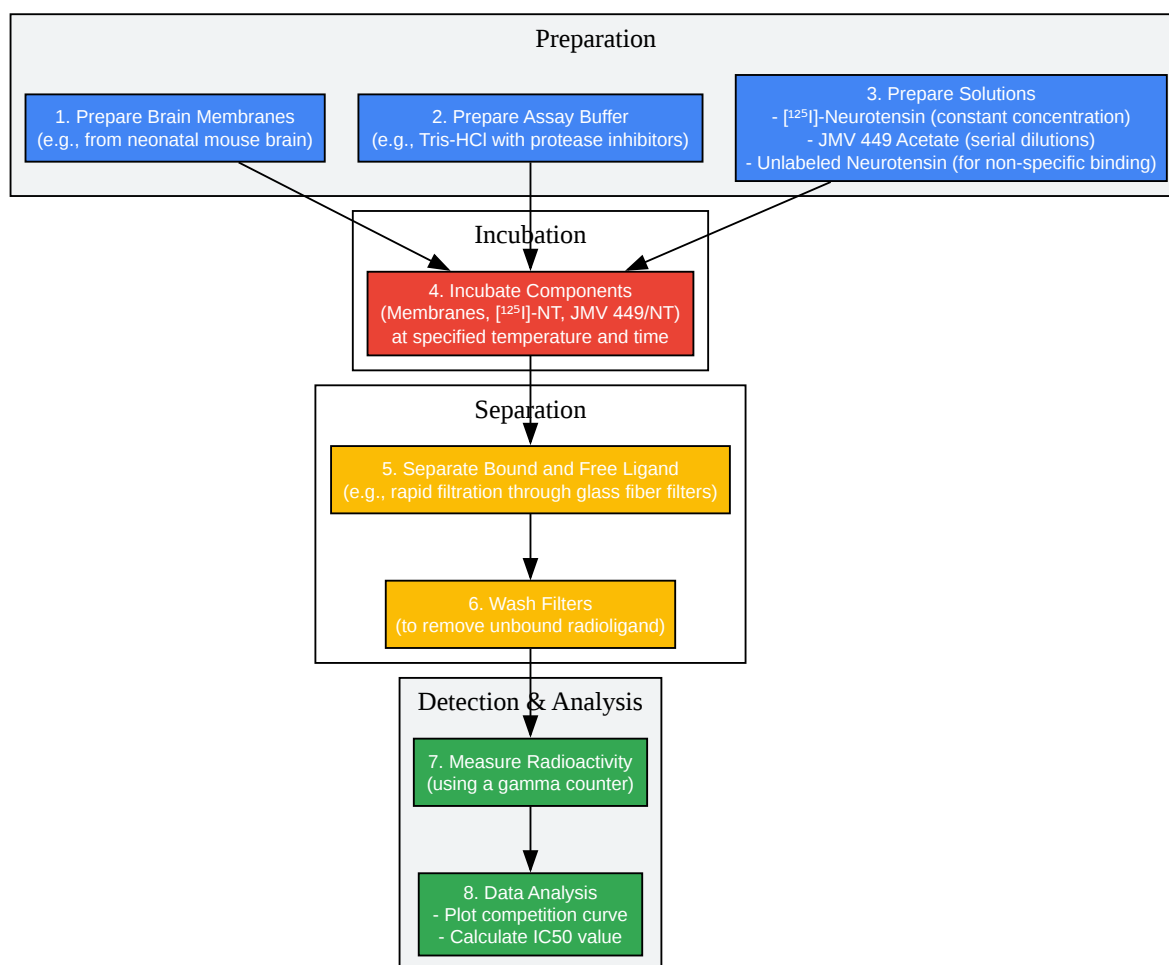 Preparation
1. Prepare Brain Membranes
(e.g., from neonatal mouse brain)
2. Prepare Assay Buffer
(e.g., Tris-HCl with protease inhibitors)
3. Prepare Solutions
- [¹²⁵I]-Neurotensin (constant concentration)
- JMV 449 Acetate (serial dilutions)
- Unlabeled Neurotensin (for non-specific binding)
Incubation
4. Incubate Components
(Membranes, [¹²⁵I]-NT, JMV 449/NT)
at specified temperature and time
Separation
5. Separate Bound and Free Ligand
(e.g., rapid filtration through glass fiber filters)
6. Wash Filters
(to remove unbound radioligand)
Detection & Analysis
7. Measure Radioactivity
(using a gamma counter)
8. Data Analysis
- Plot competition curve
- Calculate IC50 value